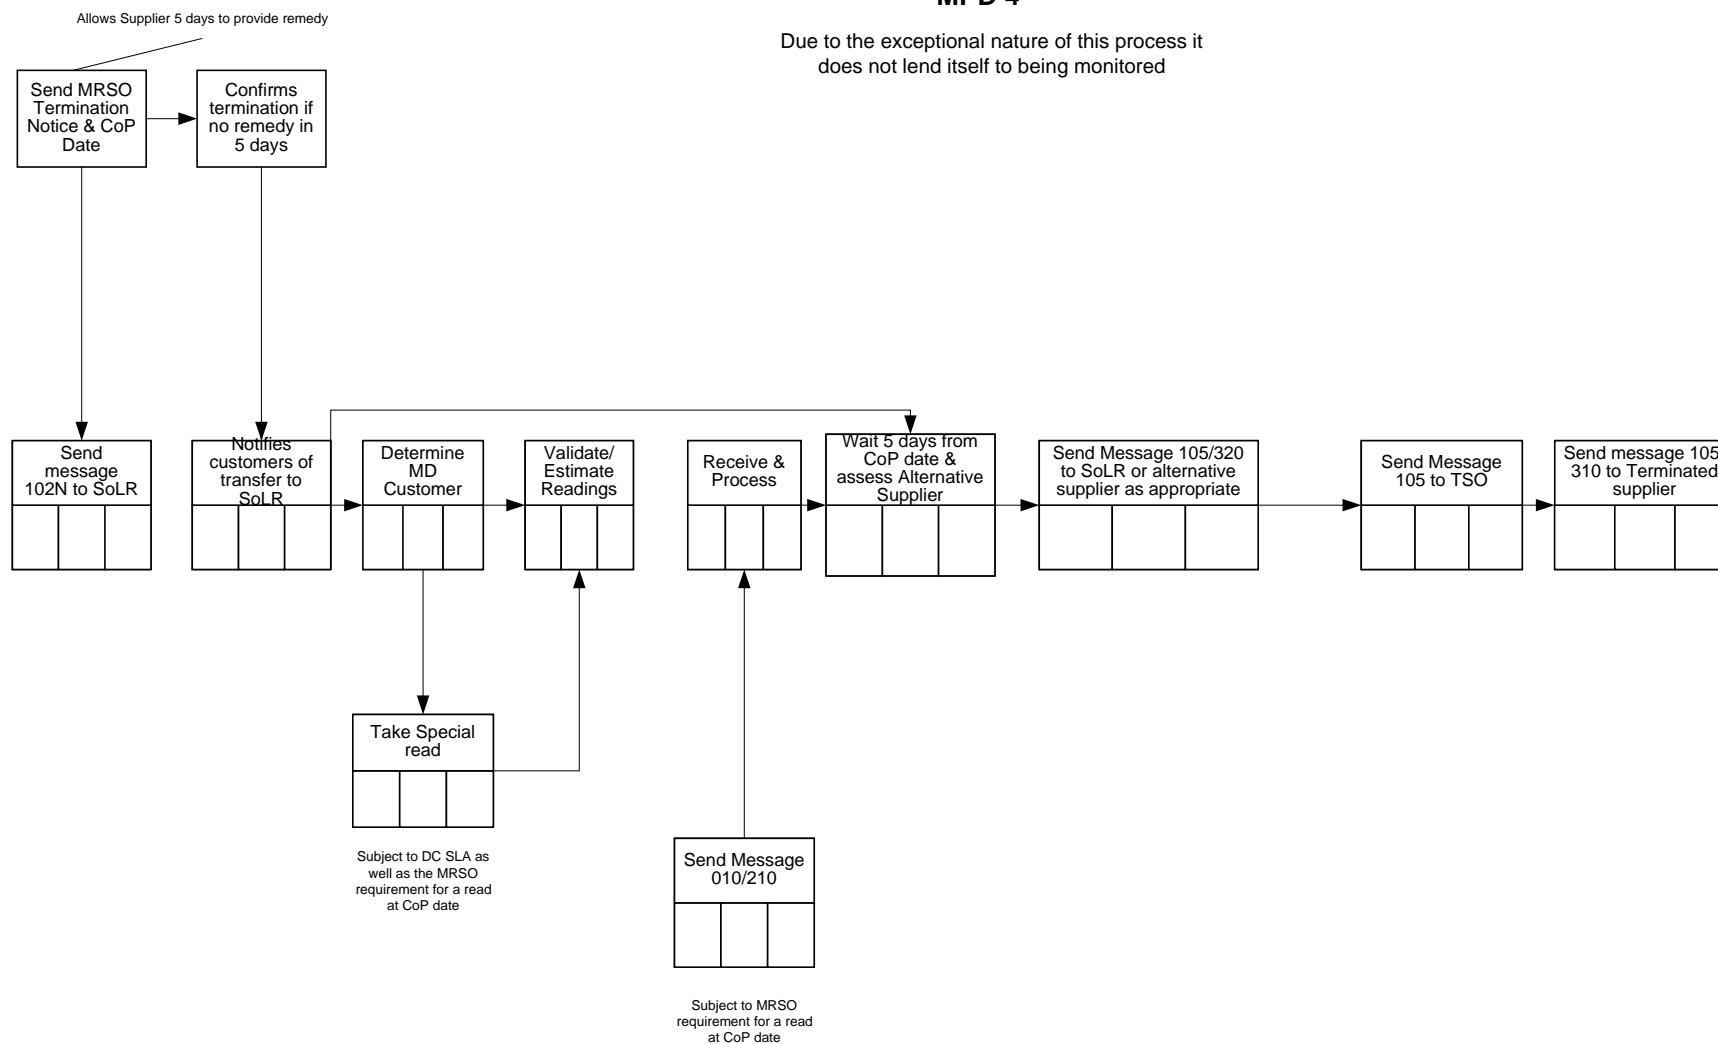 MPD 4
Allows Supplier 5 days to provide remedy
Due to the exceptional nature of this process it
does not lend itself to being monitored
Send MRSO
Termination
Notice & CoP
Date
Confirms
termination if
no remedy in
5 days
Send
message
102N to SoLR
Notifies
customers of
transfer to
SoLR
Determine
MD
Customer
Validate/
Estimate
Readings
Receive &
Process
Wait 5 days from
CoP date &
assess Alternative
Supplier
Send Message 105/320
to SoLR or alternative
supplier as appropriate
Send Message
105 to TSO
Send message 105
310 to Terminated
supplier
Take Special
read
Subject to DC SLA as
well as the MRSO
requirement for a read
at CoP date
Send Message
010/210
Subject to MRSO
requirement for a read
at CoP date